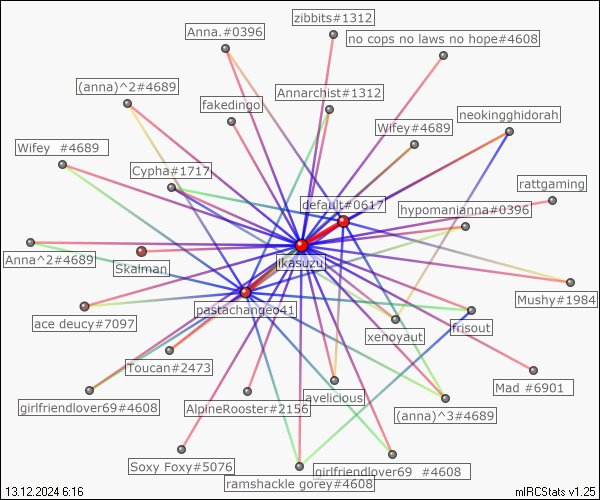 zibbits#1312
Anna.#0396
no cops no laws no hope#4608
(anna)^2#4689
Annarchist#1312
fakedingo
neokingghidorah
Wifey#4689
Wifey  #4689
Cypha#1717
rattgaming
default#0617
hypomanianna#0396
Anna^2#4689
ikasuzu
Skalman
Mushy#1984
pastachangeo41
ace deucy#7097
frisout
xenoyaut
Toucan#2473
Mad #6901
avelicious
girlfriendlover69#4608
AlpineRooster#2156
(anna)^3#4689
Soxy Foxy#5076
girlfriendlover69  #4608
ramshackle gorey#4608
13.12.2024 6:16
mIRCStats v1.25